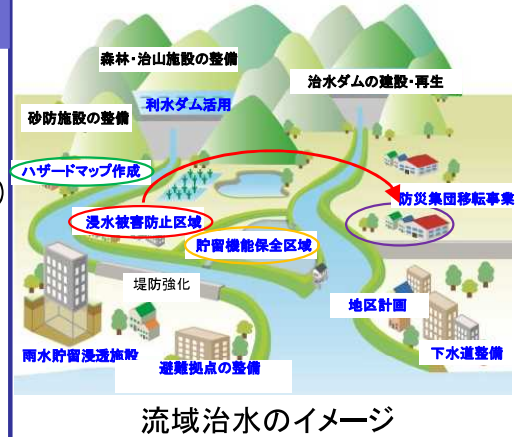 森林・治山施設の整備
治水ダムの建設・再生
利水ダム活用
砂防施設の整備
ハザードマップ作成
)
防災集団移転事業
浸水被害防止区域
貯留機能保全区域
堤防強化
地区計画
雨水貯留浸透施設
避難拠点の整備
下水道整備
流域治水のイメージ